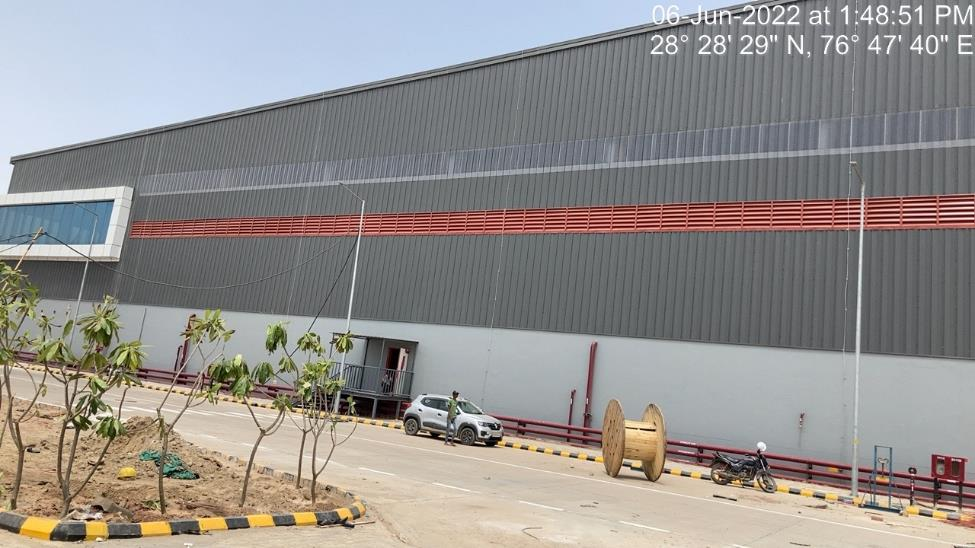 06-Jun-2022 at 1:48:51 PM
28° 28' 29" N, 76° 47' 40" E